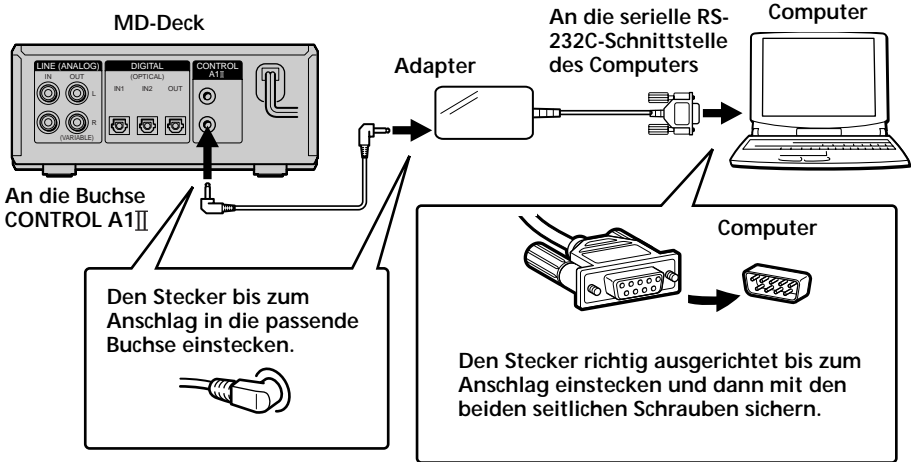 MD-Deck
LINE (ANALOG)
IN OUT
L
R
(VARIABLE)
DIGITAL
(OPTICAL)
IN1 IN2 OUT
CONTROL
A1Ⅱ
An die Buchse
CONTROL A1Ⅱ
Adapter
An die serielle RS-
232C-Schnittstelle
des Computers
Computer
Den Stecker bis zum
Anschlag in die passende
Buchse einstecken.
Computer
Den Stecker richtig ausgerichtet bis zum
Anschlag einstecken und dann mit den
beiden seitlichen Schrauben sichern.